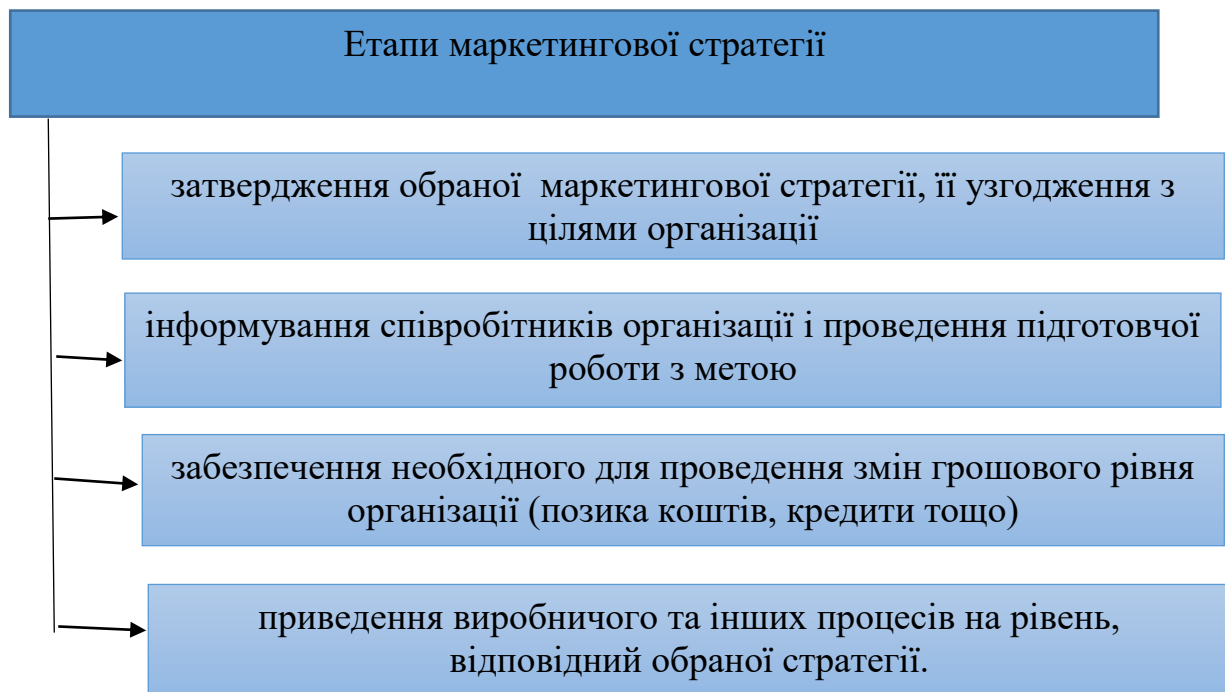 Етапи маркетингової стратегії
затвердження обраної  маркетингової стратегії, її узгодження з
цілями організації
інформування співробітників організації і проведення підготовчої
роботи з метою
забезпечення необхідного для проведення змін грошового рівня
організації (позика коштів, кредити тощо)
приведення виробничого та інших процесів на рівень,
відповідний обраної стратегії.